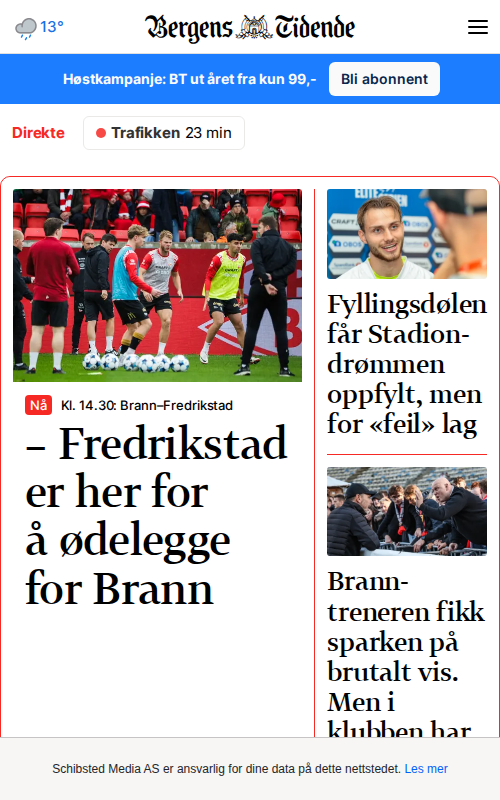 13°
Bergens Tidende
Høstkampanje: BT ut året fra kun 99,-
Bli abonnent
Direkte
Trafikken 23 min
Nå Kl. 14.30: Brann–Fredrikstad
– Fredrikstad
er her for
å ødelegge
for Brann
Fyllingsdølen
får Stadion-
drømmen
oppfylt, men
for «feil» lag
Brann-
treneren fikk
sparken på
brutalt vis.
Men i
klubben har
Schibsted Media AS er ansvarlig for dine data på dette nettstedet. Les mer